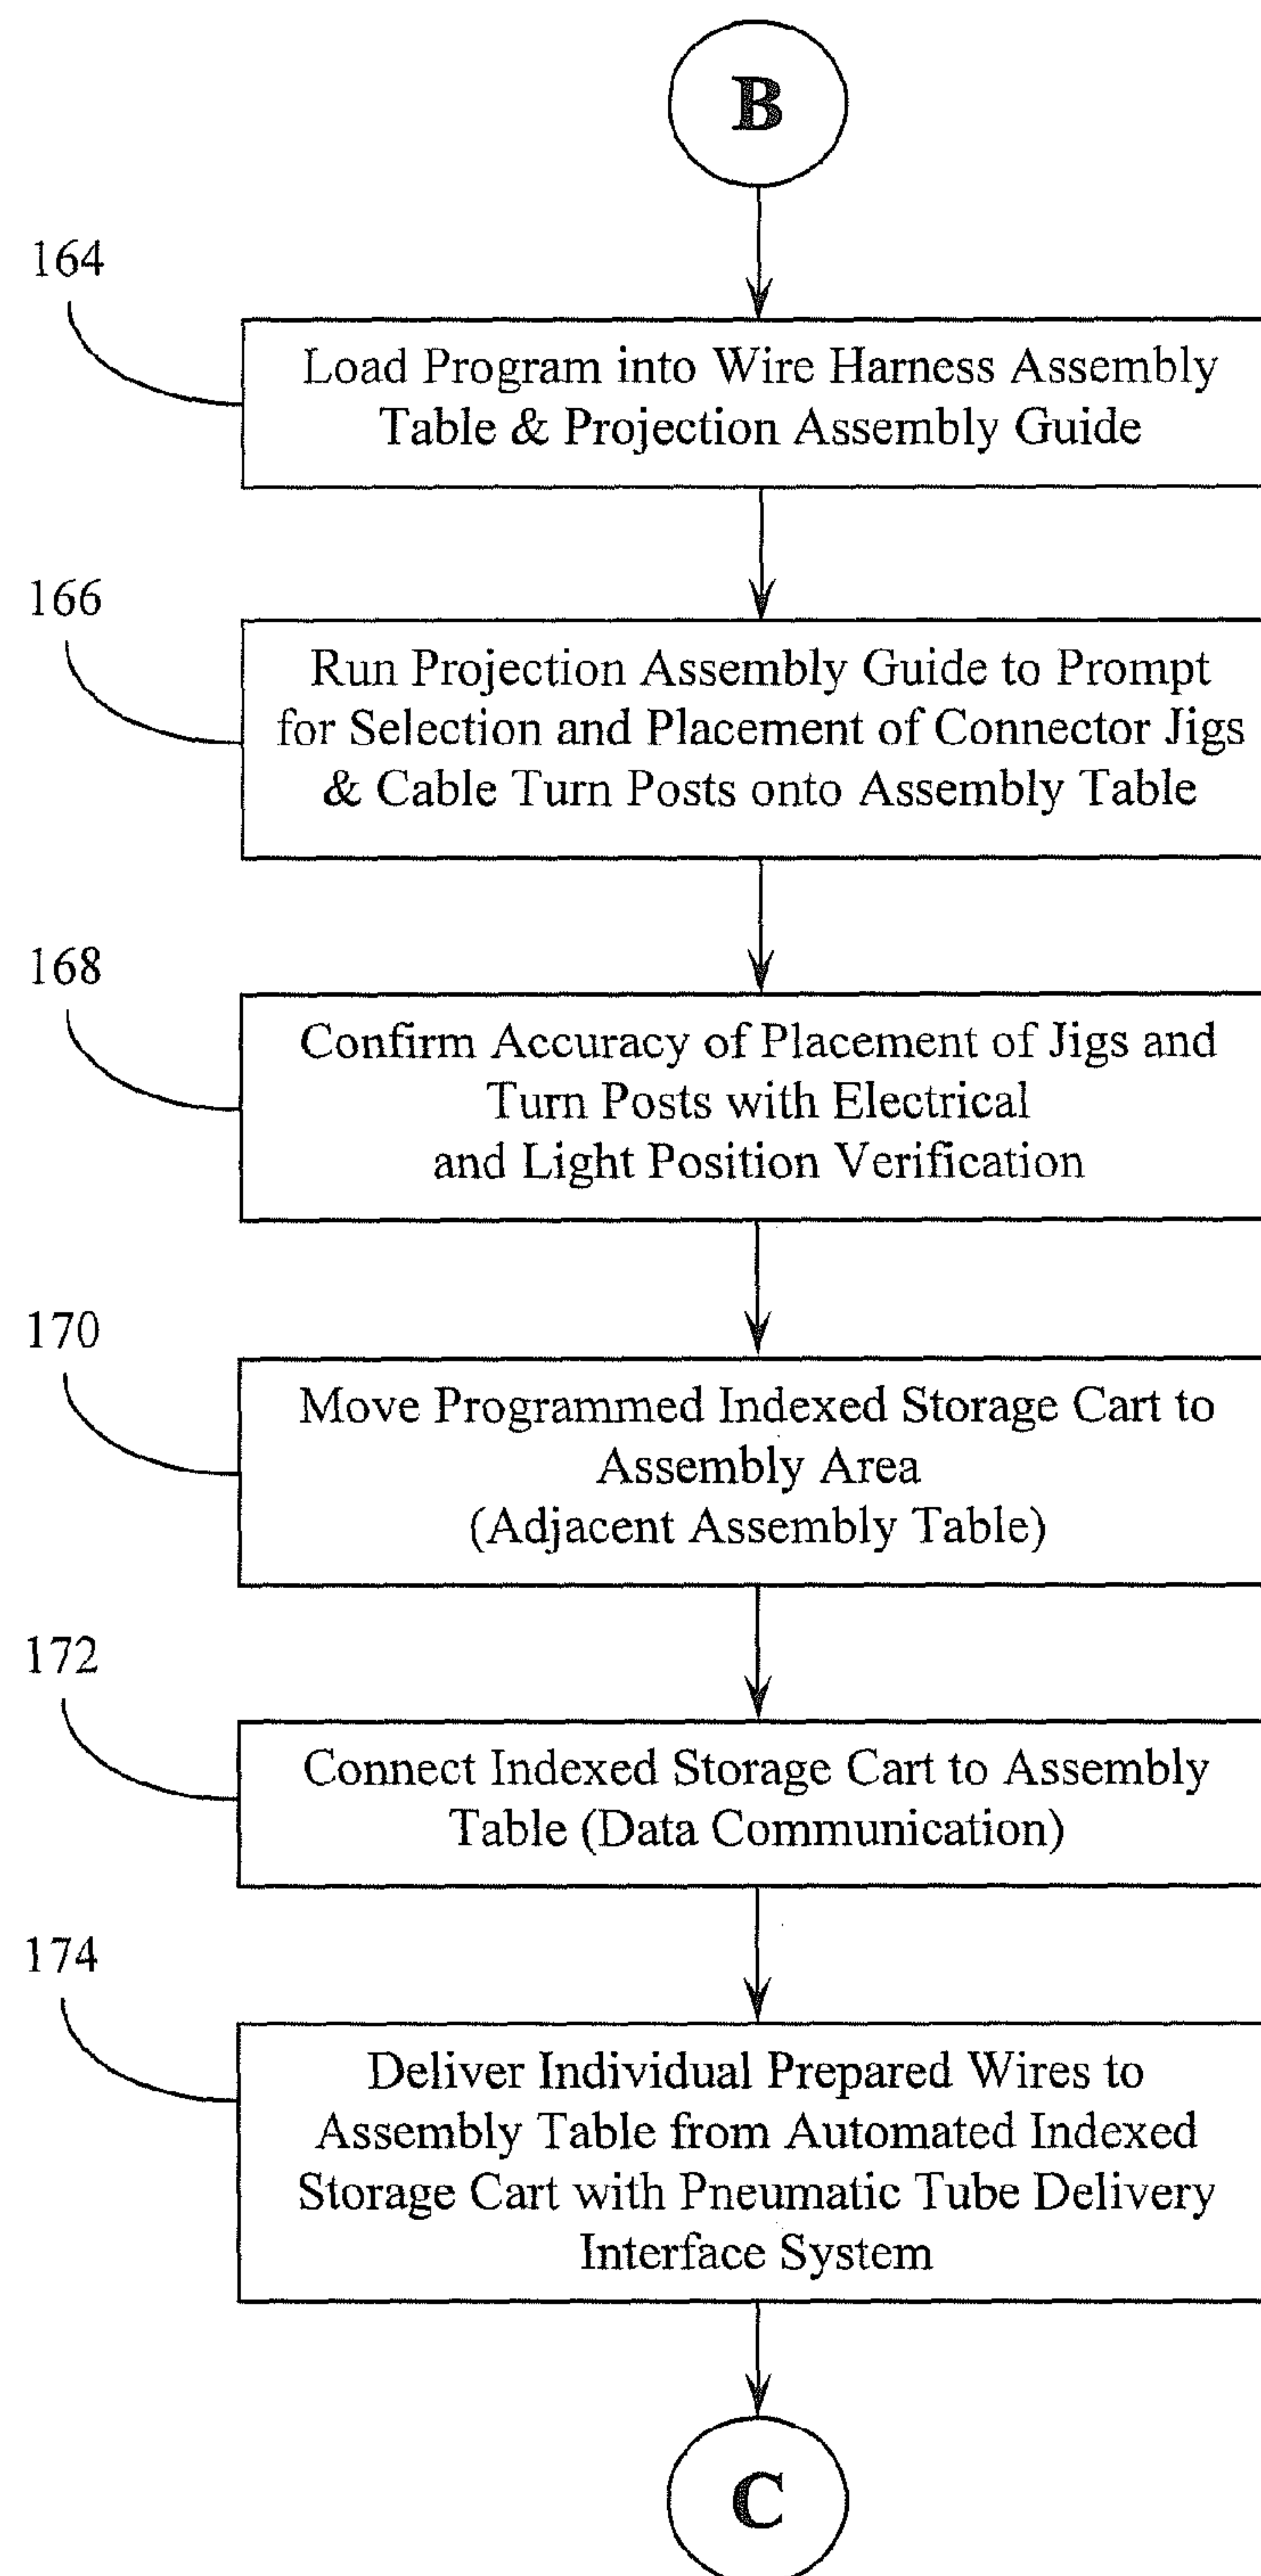 B
164
Load Program into Wire Harness Assembly
Table & Projection Assembly Guide
166
Run Projection Assembly Guide to Prompt
for Selection and Placement of Connector Jigs
& Cable Turn Posts onto Assembly Table
168
Confirm Accuracy of Placement of Jigs and
Turn Posts with Electrical
and Light Position Verification
170
Move Programmed Indexed Storage Cart to
Assembly Area
(Adjacent Assembly Table)
172
Connect Indexed Storage Cart to Assembly
Table (Data Communication)
174
Deliver Individual Prepared Wires to
Assembly Table from Automated Indexed
Storage Cart with Pneumatic Tube Delivery
Interface System
C